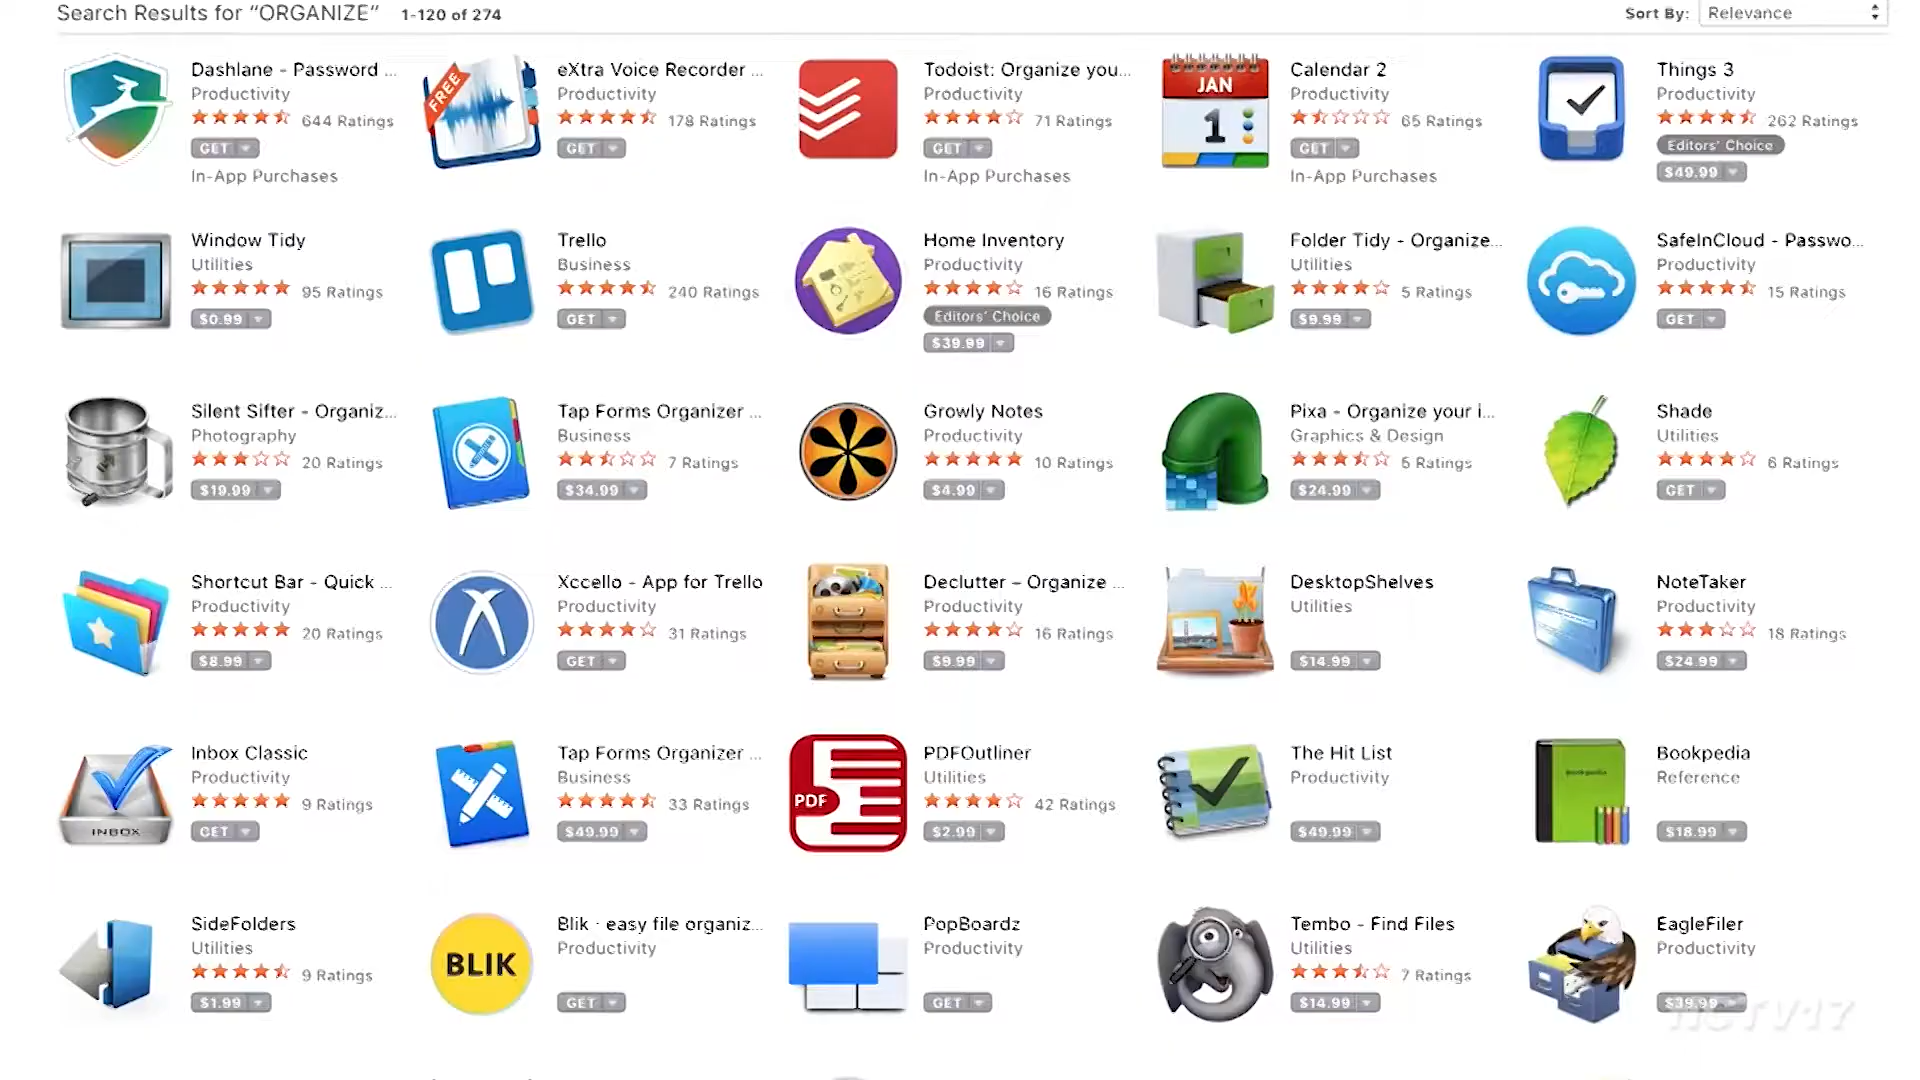 Search Results for “ORGANIZE” 1-120 of 274 Sort By: Relevance
Dashlane - Password ...
Productivity
644 Ratings
GET
In-App Purchases
FREE
eXtra Voice Recorder ...
Productivity
178 Ratings
GET
Todoist: Organize you...
Productivity
71 Ratings
GET
In-App Purchases
JAN
1
Calendar 2
Productivity
65 Ratings
GET
In-App Purchases
Things 3
Productivity
262 Ratings
Editors’ Choice
$49.99
Window Tidy
Utilities
95 Ratings
$0.99
Trello
Business
240 Ratings
GET
Home Inventory
Productivity
16 Ratings
Editors’ Choice
$39.99
Folder Tidy - Organize...
Utilities
5 Ratings
$9.99
SafeInCloud - Passwo...
Productivity
15 Ratings
GET
Silent Sifter - Organiz...
Photography
20 Ratings
$19.99
Tap Forms Organizer ...
Business
7 Ratings
$34.99
Growly Notes
Productivity
10 Ratings
$4.99
Pixa - Organize your i...
Graphics & Design
5 Ratings
$24.99
Shade
Utilities
6 Ratings
GET
Shortcut Bar - Quick ...
Productivity
20 Ratings
$8.99
Xccello - App for Trello
Productivity
31 Ratings
GET
Declutter – Organize ...
Productivity
16 Ratings
$9.99
DesktopShelves
Utilities
$14.99
NoteTaker
Productivity
18 Ratings
$24.99
INBOX
Inbox Classic
Productivity
9 Ratings
GET
Tap Forms Organizer ...
Business
33 Ratings
$49.99
PDF
PDFOutliner
Utilities
42 Ratings
$2.99
The Hit List
Productivity
$49.99
Bookpedia
Bookpedia
Reference
$18.99
SideFolders
Utilities
9 Ratings
$1.99
BLIK
Blik - easy file organiz...
Productivity
GET
PopBoardz
Productivity
GET
Tembo - Find Files
Utilities
7 Ratings
$14.99
EagleFiler
Productivity
$39.99
NCTV17